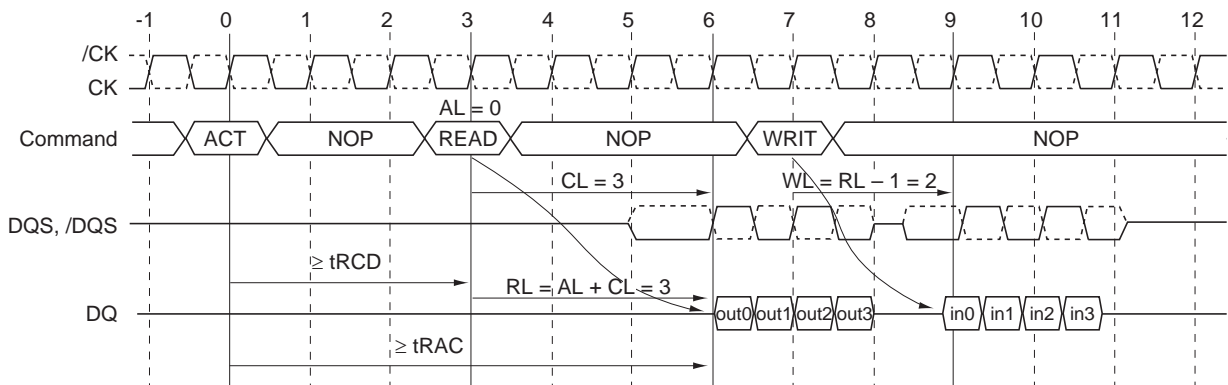 -1 0 1 2 3 4 5 6 7 8 9 10 11 12
/CK
CK
AL = 0
Command ACT NOP READ NOP WRIT NOP
CL = 3 WL = RL – 1 = 2
DQS, /DQS
≥ tRCD
RL = AL + CL = 3
DQ out0 out1 out2 out3 in0 in1 in2 in3
≥ tRAC